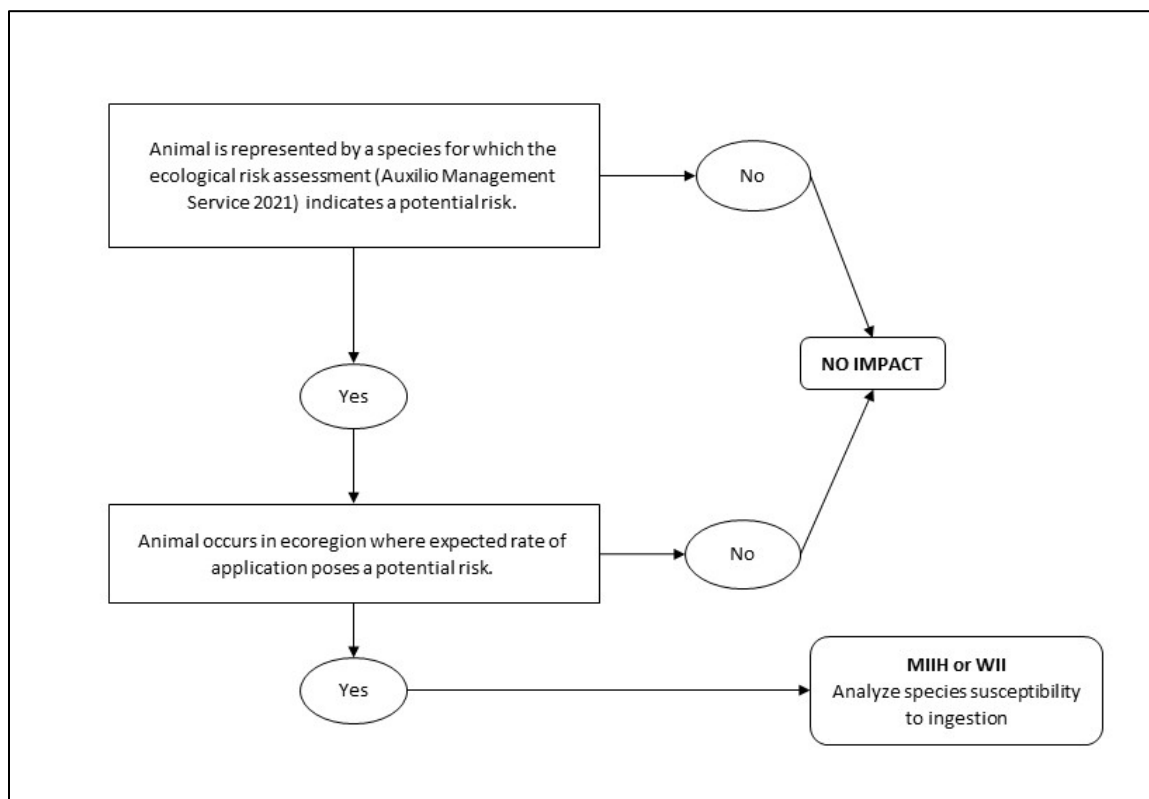 Animal is represented by a species for which the
ecological risk assessment (Auxilio Management
Service 2021) indicates a potential risk.
No
NO IMPACT
Yes
Animal occurs in ecoregion where expected rate of
application poses a potential risk.
No
Yes
MIIH or WII
Analyze species susceptibility
to ingestion